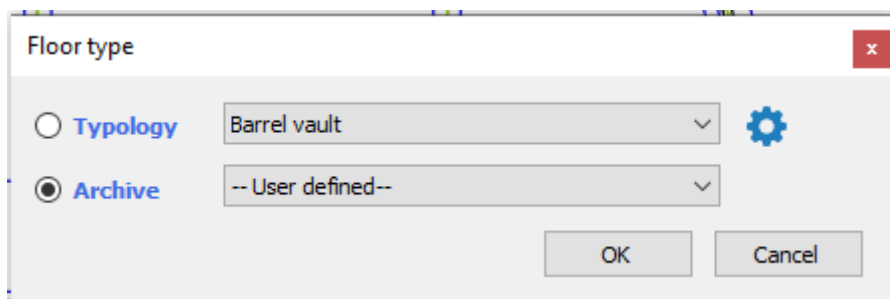 Floor type
x
Typology
Barrel vault
Archive
-- User defined--
OK
Cancel